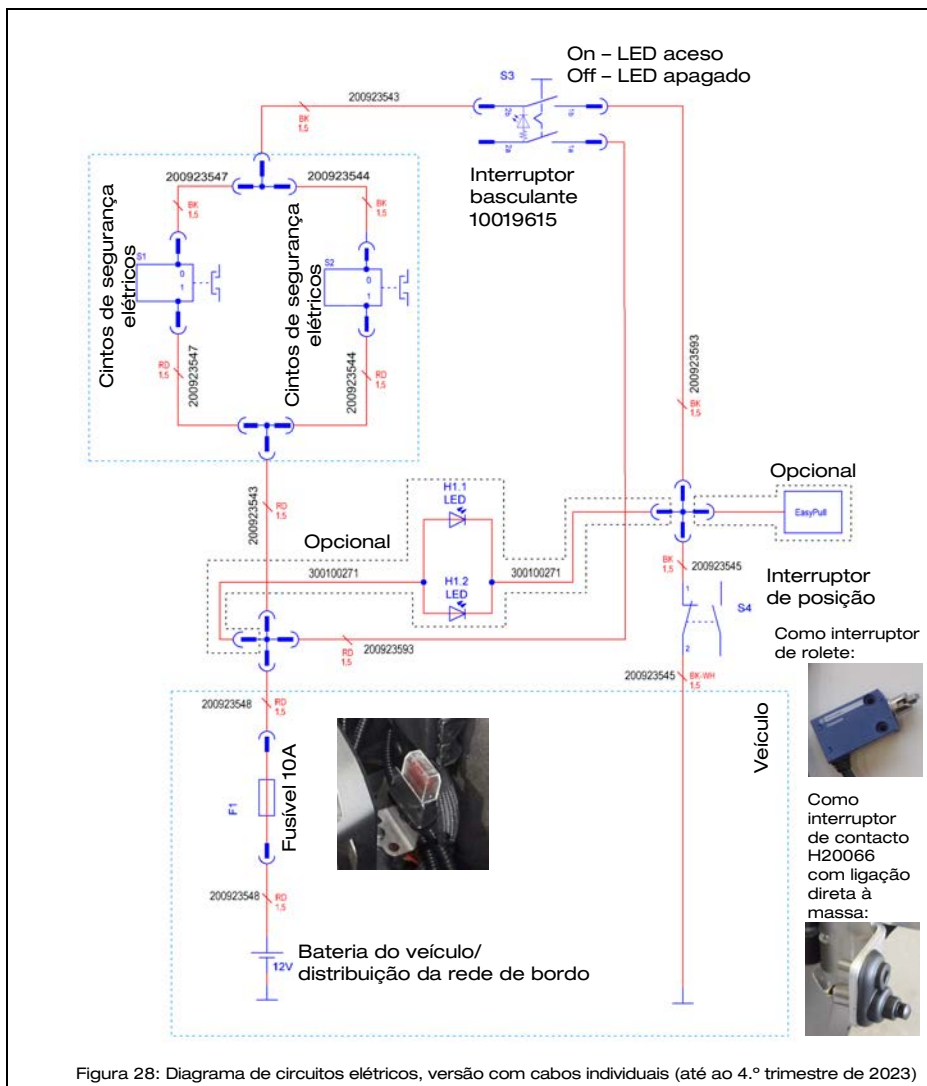 On – LED aceso
Off – LED apagado
S3
200923543
BK
1,5
2b
1b
2a
1a
Interruptor
basculante
10019615
200923547
200923544
BK
1,5
BK
1,5
Cintos de segurança
elétricos
S1
0
1
Cintos de segurança
elétricos
S2
0
1
RD
1,5
200923547
RD
1,5
200923544
200923593
BK
1,5
200923543
RD
1,5
H1.1
LED
Opcional
Opcional
EasyPull
300100271
H1.2
LED
300100271
BK
1,5
200923545
Interruptor
de posição
1
2
S4
RD
1,5
200923593
Como interruptor
de rolete:
200923545
BK-WH
1,5
200923548
RD
1,5
Veículo
F1
Fusível 10A
Como
interruptor
de contacto
H20066
com ligação
direta à
massa:
200923548
RD
1,5
12V
Bateria do veículo/
distribuição da rede de bordo
Figura 28: Diagrama de circuitos elétricos, versão com cabos individuais (até ao 4.º trimestre de 2023)